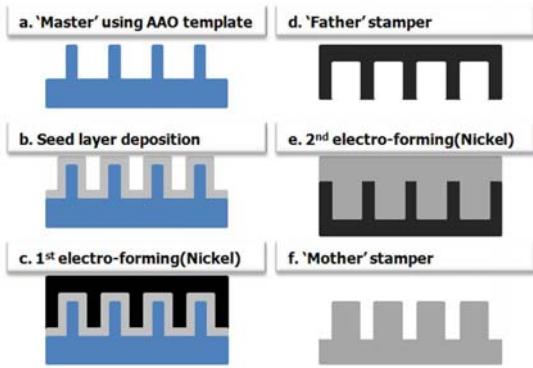 a. 'Master' using AAO template
b. Seed layer deposition
c. 1st electro-forming(Nickel)
d. 'Father' stamper
e. 2nd electro-forming(Nickel)
f. 'Mother' stamper